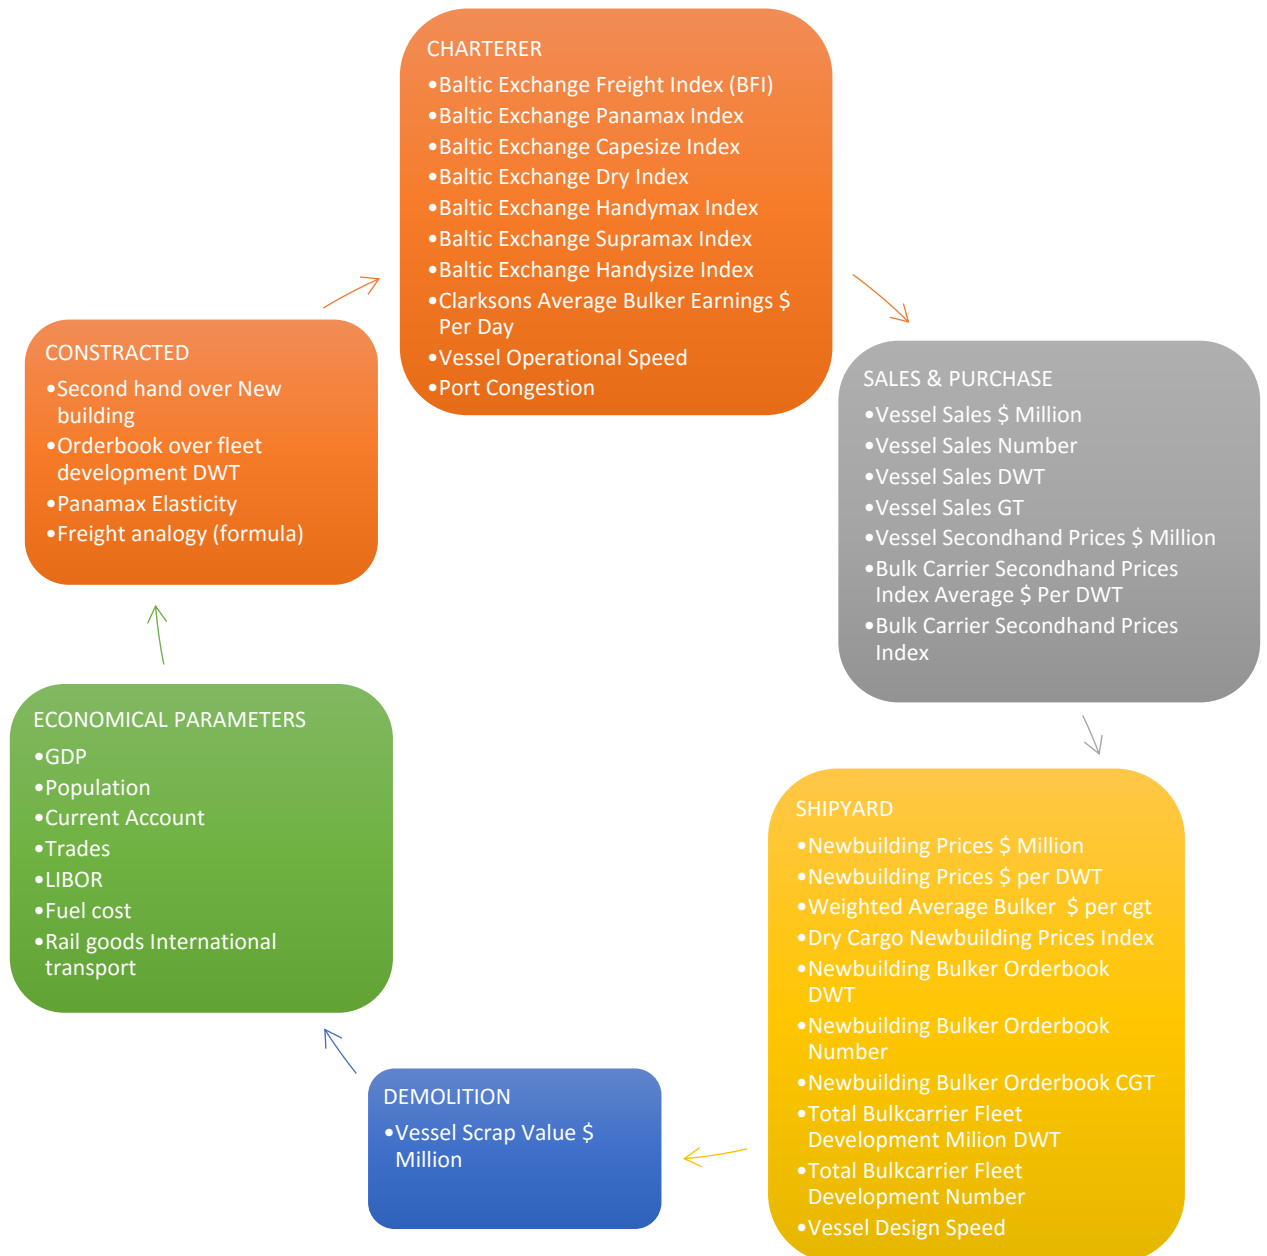 CHARTERER
•Baltic Exchange Freight Index (BFI)
•Baltic Exchange Panamax Index
•Baltic Exchange Capesize Index
•Baltic Exchange Dry Index
•Baltic Exchange Handymax Index
•Baltic Exchange Supramax Index
•Baltic Exchange Handysize Index
•Clarksons Average Bulker Earnings $
Per Day
•Vessel Operational Speed
•Port Congestion
SALES & PURCHASE
•Vessel Sales $ Million
•Vessel Sales Number
•Vessel Sales DWT
•Vessel Sales GT
•Vessel Secondhand Prices $ Million
•Bulk Carrier Secondhand Prices
Index Average $ Per DWT
•Bulk Carrier Secondhand Prices
Index
SHIPYARD
•Newbuilding Prices $ Million
•Newbuilding Prices $ per DWT
•Weighted Average Bulker  $ per cgt
•Dry Cargo Newbuilding Prices Index
•Newbuilding Bulker Orderbook
DWT
•Newbuilding Bulker Orderbook
Number
•Newbuilding Bulker Orderbook CGT
•Total Bulkcarrier Fleet
Development Milion DWT
•Total Bulkcarrier Fleet
Development Number
•Vessel Design Speed
DEMOLITION
•Vessel Scrap Value $
Million
ECONOMICAL PARAMETERS
•GDP
•Population
•Current Account
•Trades
•LIBOR
•Fuel cost
•Rail goods International
transport
CONSTRACTED
•Second hand over New
building
•Orderbook over fleet
development DWT
•Panamax Elasticity
•Freight analogy (formula)